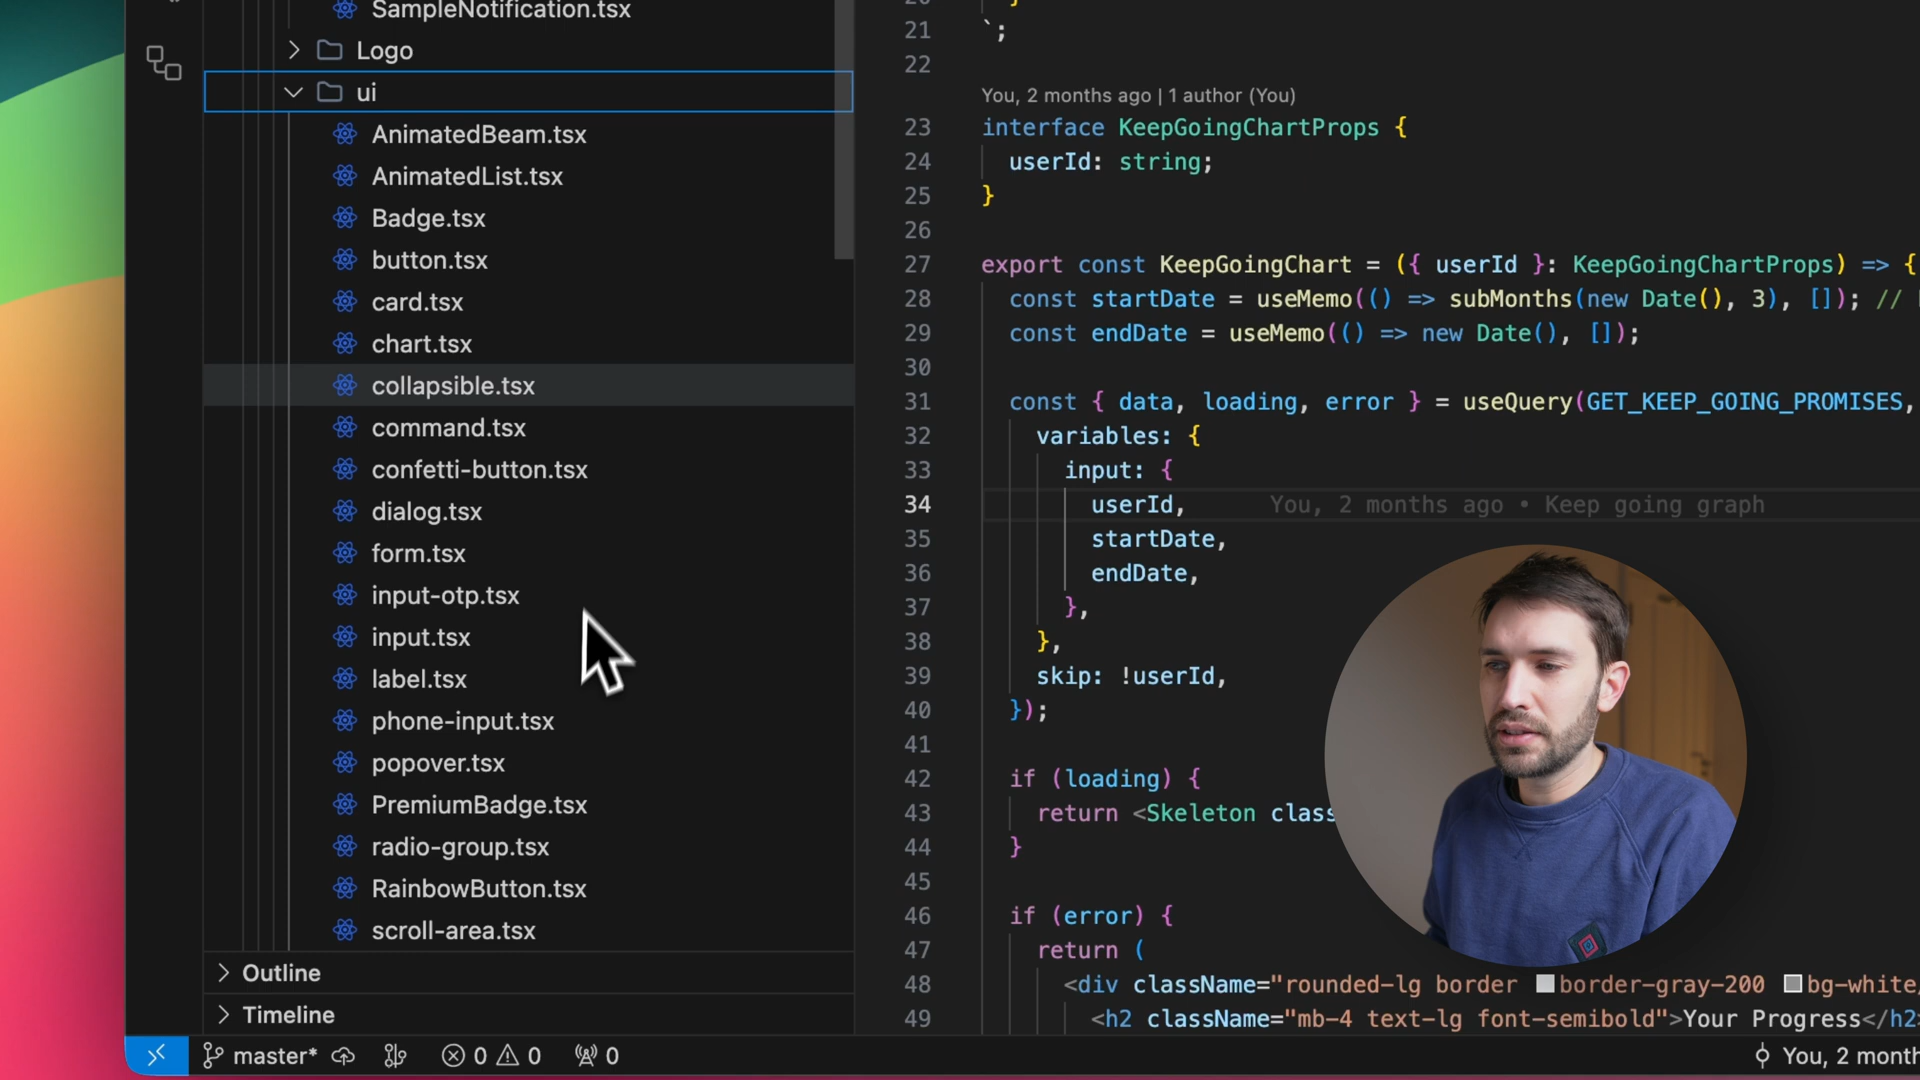 SampleNotification.tsx
Logo
ui
AnimatedBeam.tsx
AnimatedList.tsx
Badge.tsx
button.tsx
card.tsx
chart.tsx
collapsible.tsx
command.tsx
confetti-button.tsx
dialog.tsx
form.tsx
input-otp.tsx
input.tsx
label.tsx
phone-input.tsx
popover.tsx
PremiumBadge.tsx
radio-group.tsx
RainbowButton.tsx
scroll-area.tsx
Outline
Timeline
master*
0
0
0
21 `;
22
You, 2 months ago | 1 author (You)
23 interface KeepGoingChartProps {
24 userId: string;
25 }
26
27 export const KeepGoingChart = ({ userId }: KeepGoingChartProps) => {
28 const startDate = useMemo(() => subMonths(new Date(), 3), []); //
29 const endDate = useMemo(() => new Date(), []);
30
31 const { data, loading, error } = useQuery(GET_KEEP_GOING_PROMISES,
32 variables: {
33 input: {
34 userId, You, 2 months ago • Keep going graph
35 startDate,
36 endDate,
37 },
38 },
39 skip: !userId,
40 });
41
42 if (loading) {
43 return <Skeleton class
44 }
45
46 if (error) {
47 return (
48 <div className="rounded-lg border border-gray-200 bg-white/
49 <h2 className="mb-4 text-lg font-semibold">Your Progress</h2
You, 2 month